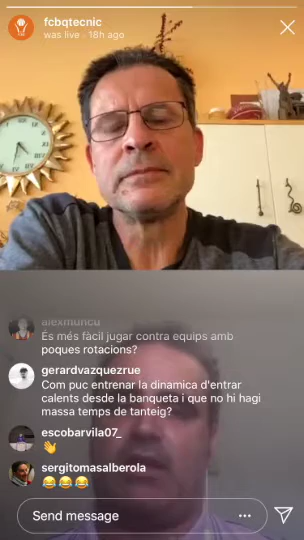 fcbqtecnic
was live · 18h ago
alexmuncu
És més fàcil jugar contra equips amb
poques rotacions?
gerardvazquezrue
Com puc entrenar la dinamica d'entrar
calents desde la banqueta i que no hi hagi
massa temps de tanteig?
escobarvila07_
👋
sergitomasalberola
😂😂😂
Send message